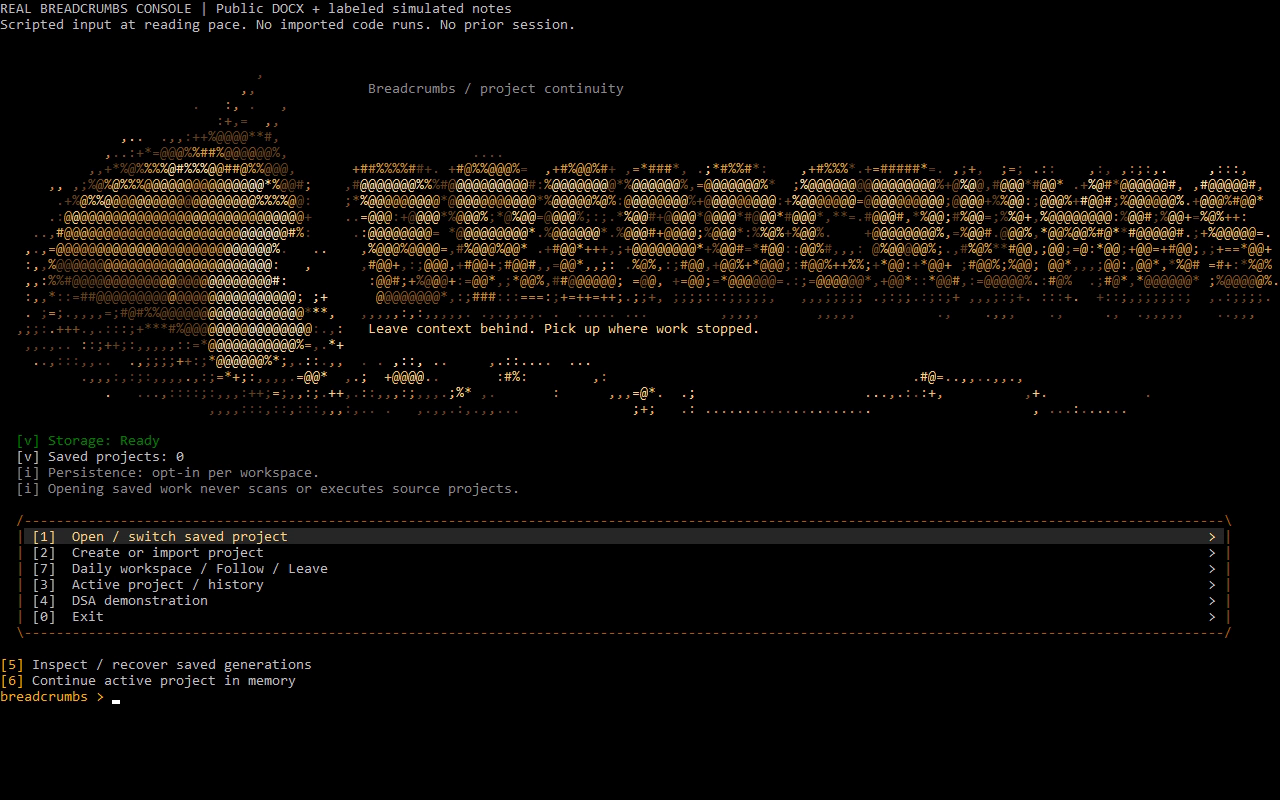 REAL BREADCRUMBS CONSOLE | Public DOCX + labeled simulated notes
Scripted input at reading pace. No imported code runs. No prior session.
Breadcrumbs / project continuity
BREADCRUMBS
Leave context behind. Pick up where work stopped.
[v] Storage: Ready
[v] Saved projects: 0
[i] Persistence: opt-in per workspace.
[i] Opening saved work never scans or executes source projects.
[1] Open / switch saved project >
[2] Create or import project >
[7] Daily workspace / Follow / Leave >
[3] Active project / history >
[4] DSA demonstration >
[0] Exit >
[5] Inspect / recover saved generations
[6] Continue active project in memory
breadcrumbs >